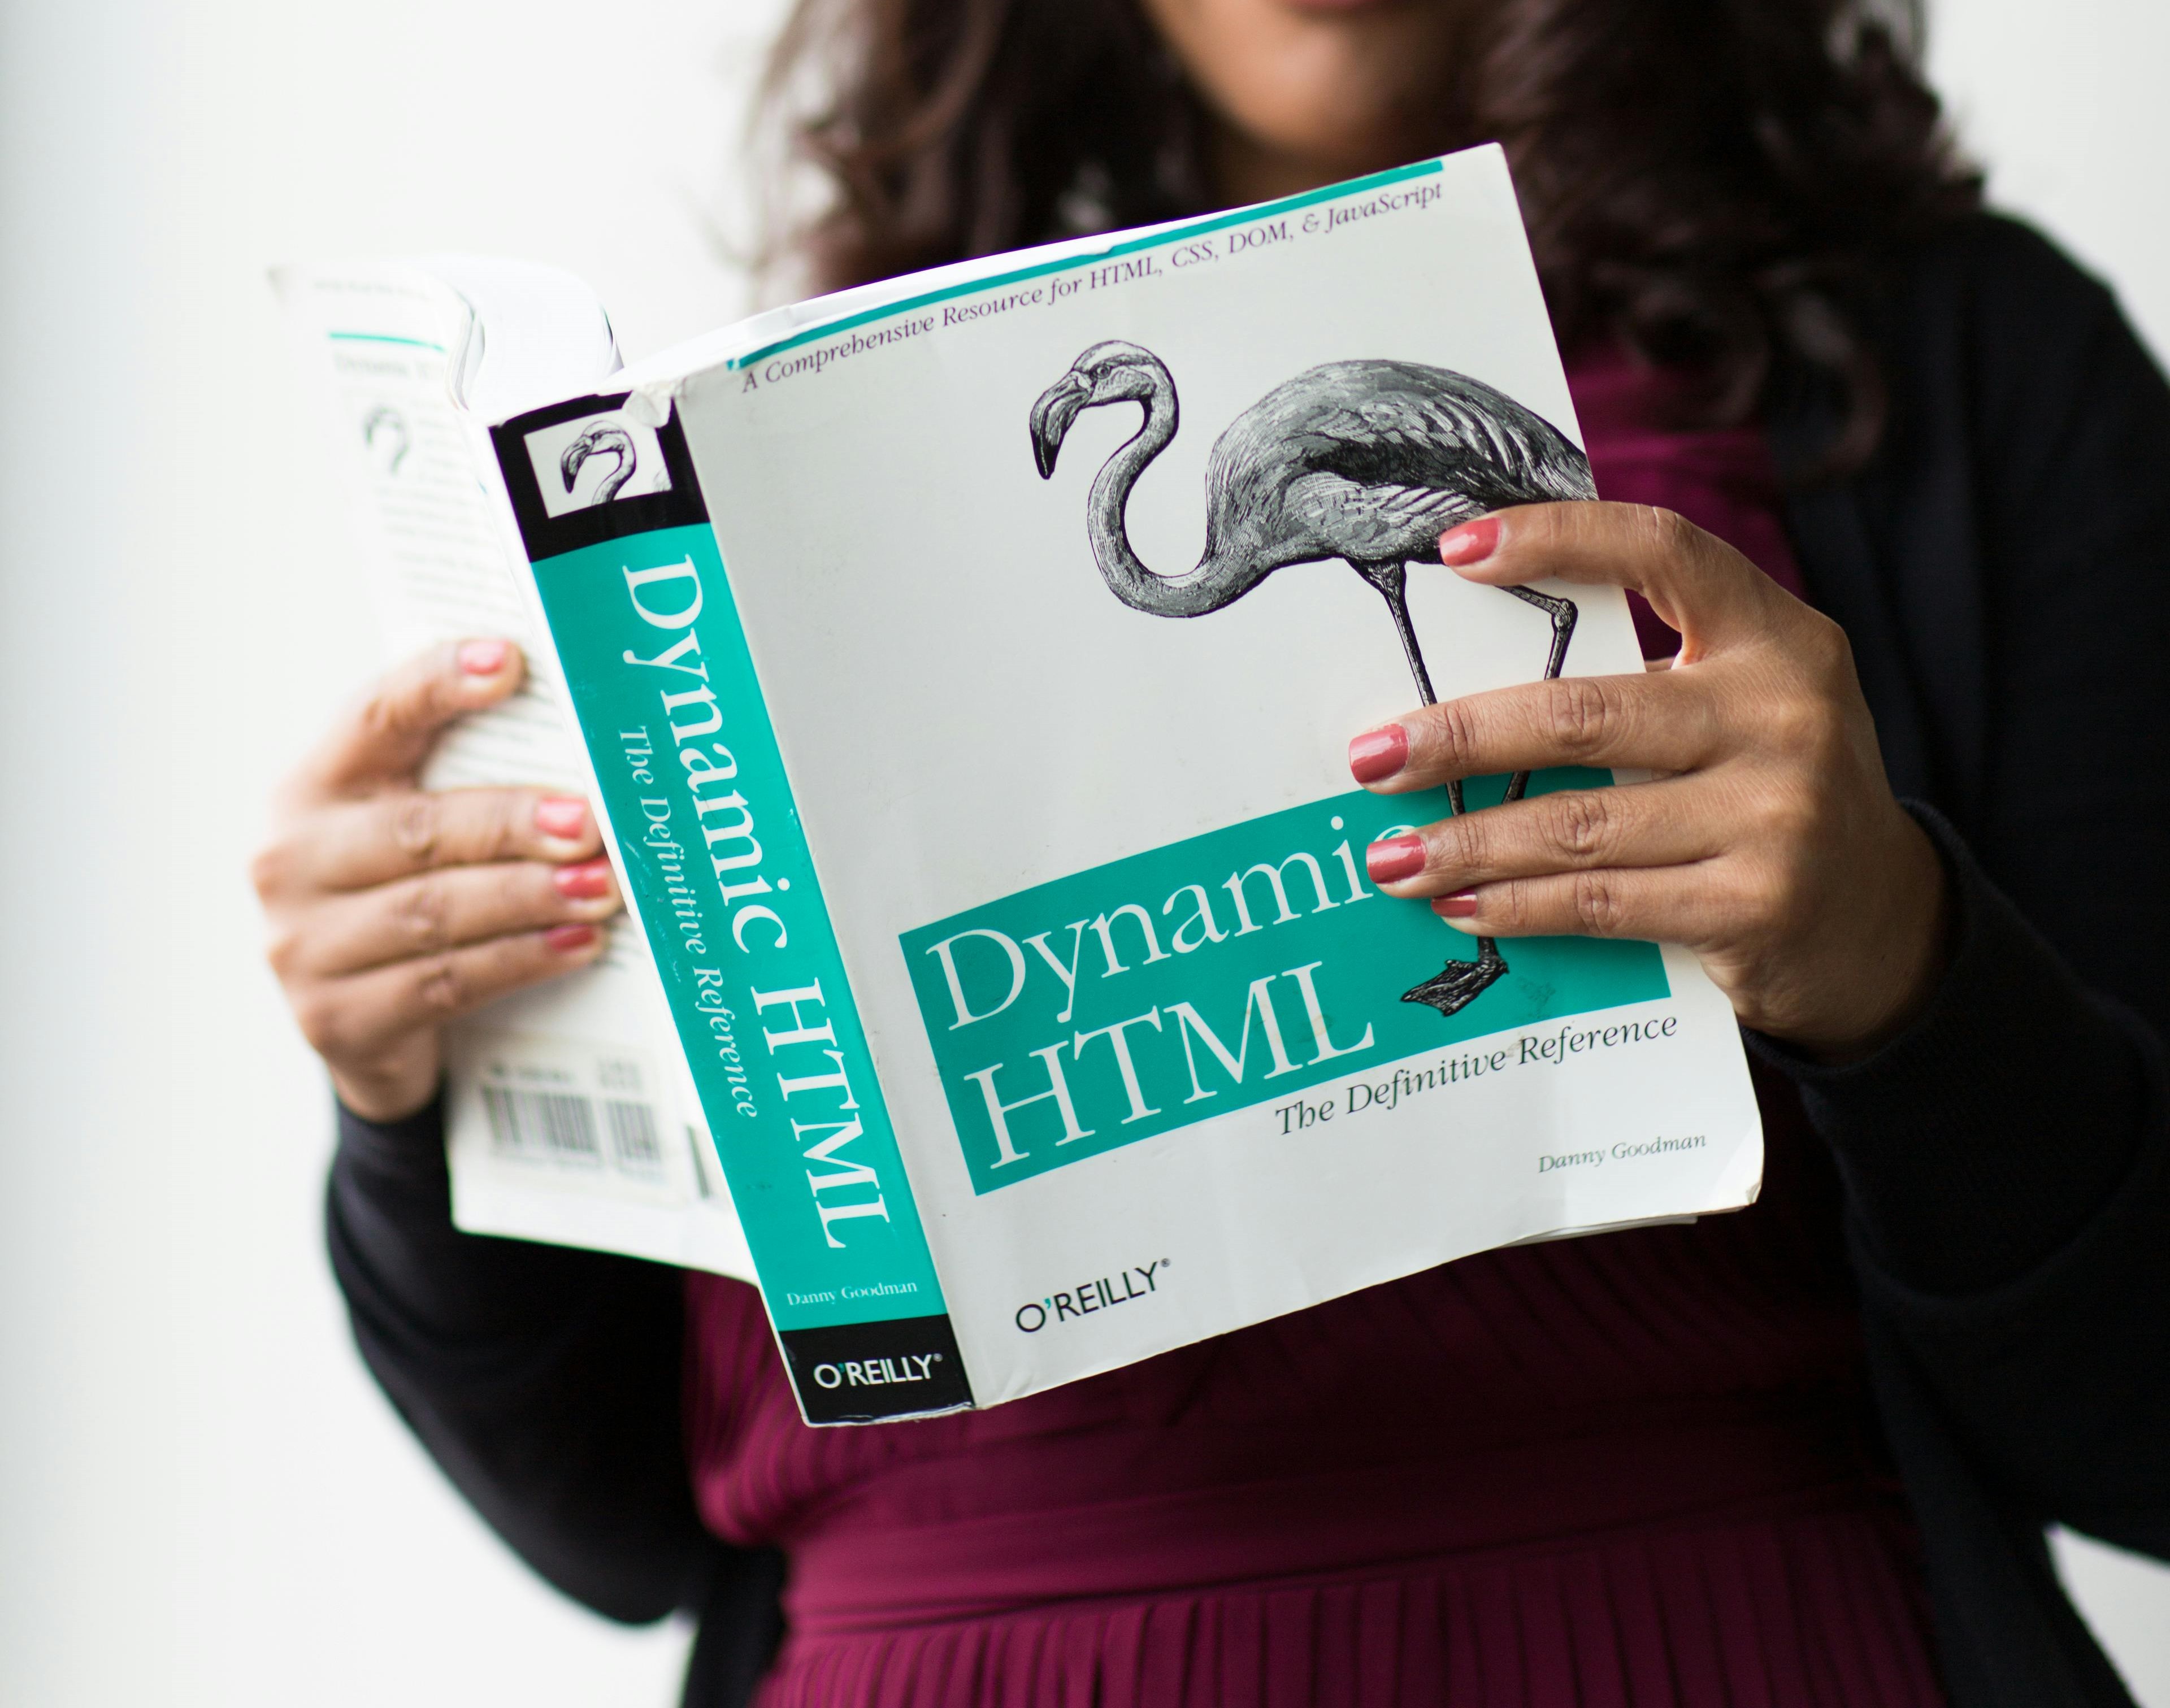 A Comprehensive Resource for HTML, CSS, DOM, & JavaScript
Dynamic HTML
The Definitive Reference
Danny Goodman
O'REILLY®
Dynamic
HTML
The Definitive Reference
Danny Goodman
O'REILLY®